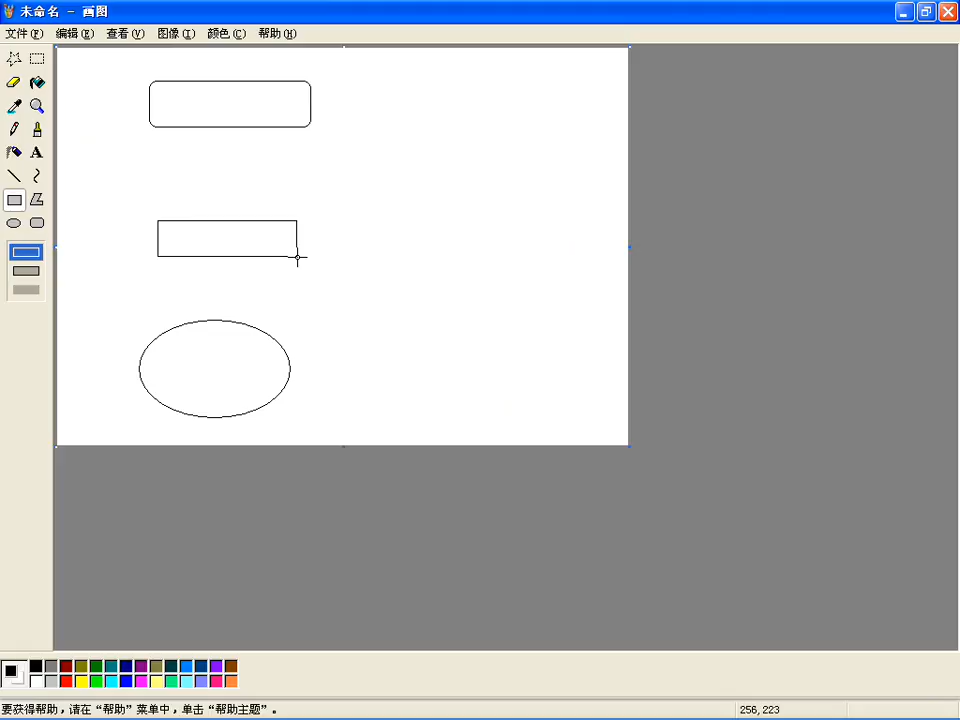 未命名 - 画图
文件(F) 编辑(E) 查看(V) 图像(I) 颜色(C) 帮助(H)
A
要获得帮助,请在“帮助”菜单中,单击“帮助主题”。 256,223